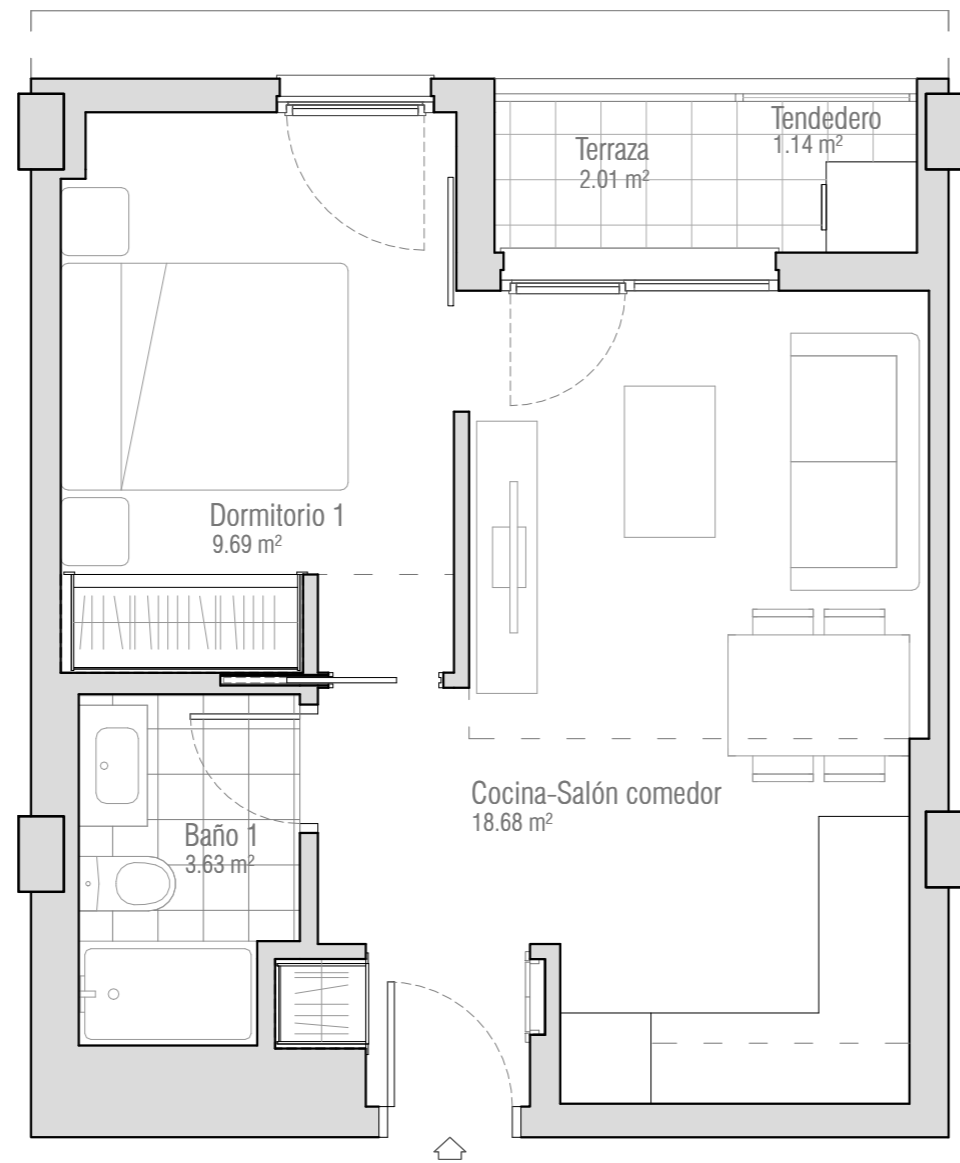 Tendedero
1.14 m²
Terraza
2.01 m²
Dormitorio 1
9.69 m²
Cocina-Salón comedor
18.68 m²
Baño 1
3.63 m²